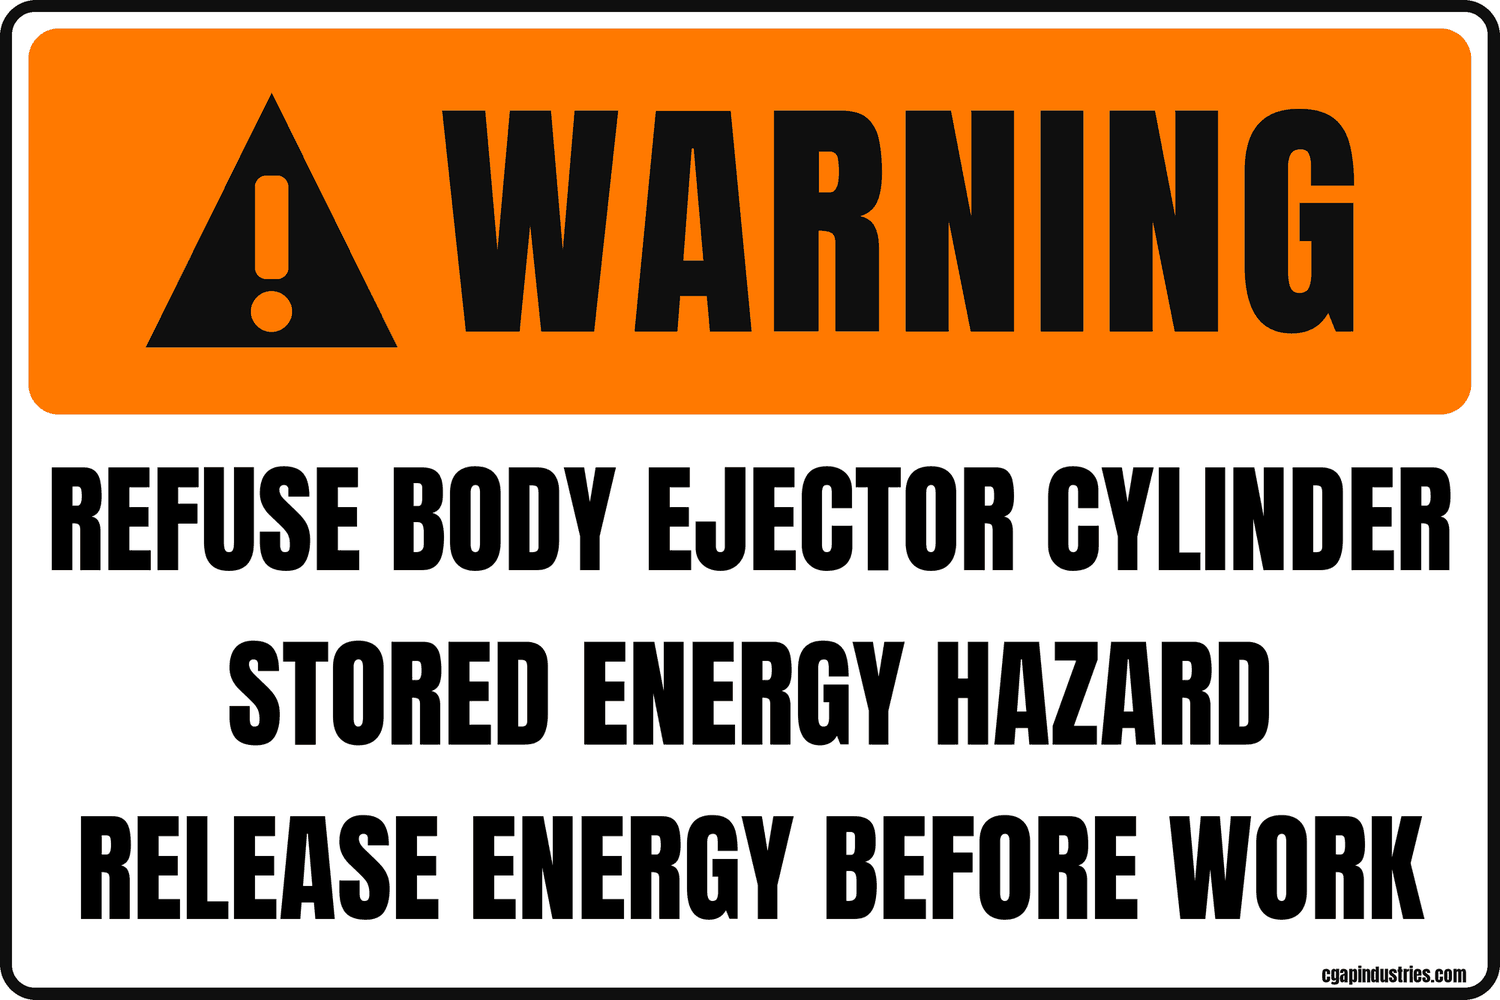 WARNING
REFUSE BODY EJECTOR CYLINDER
STORED ENERGY HAZARD
RELEASE ENERGY BEFORE WORK
cgapindustries.com